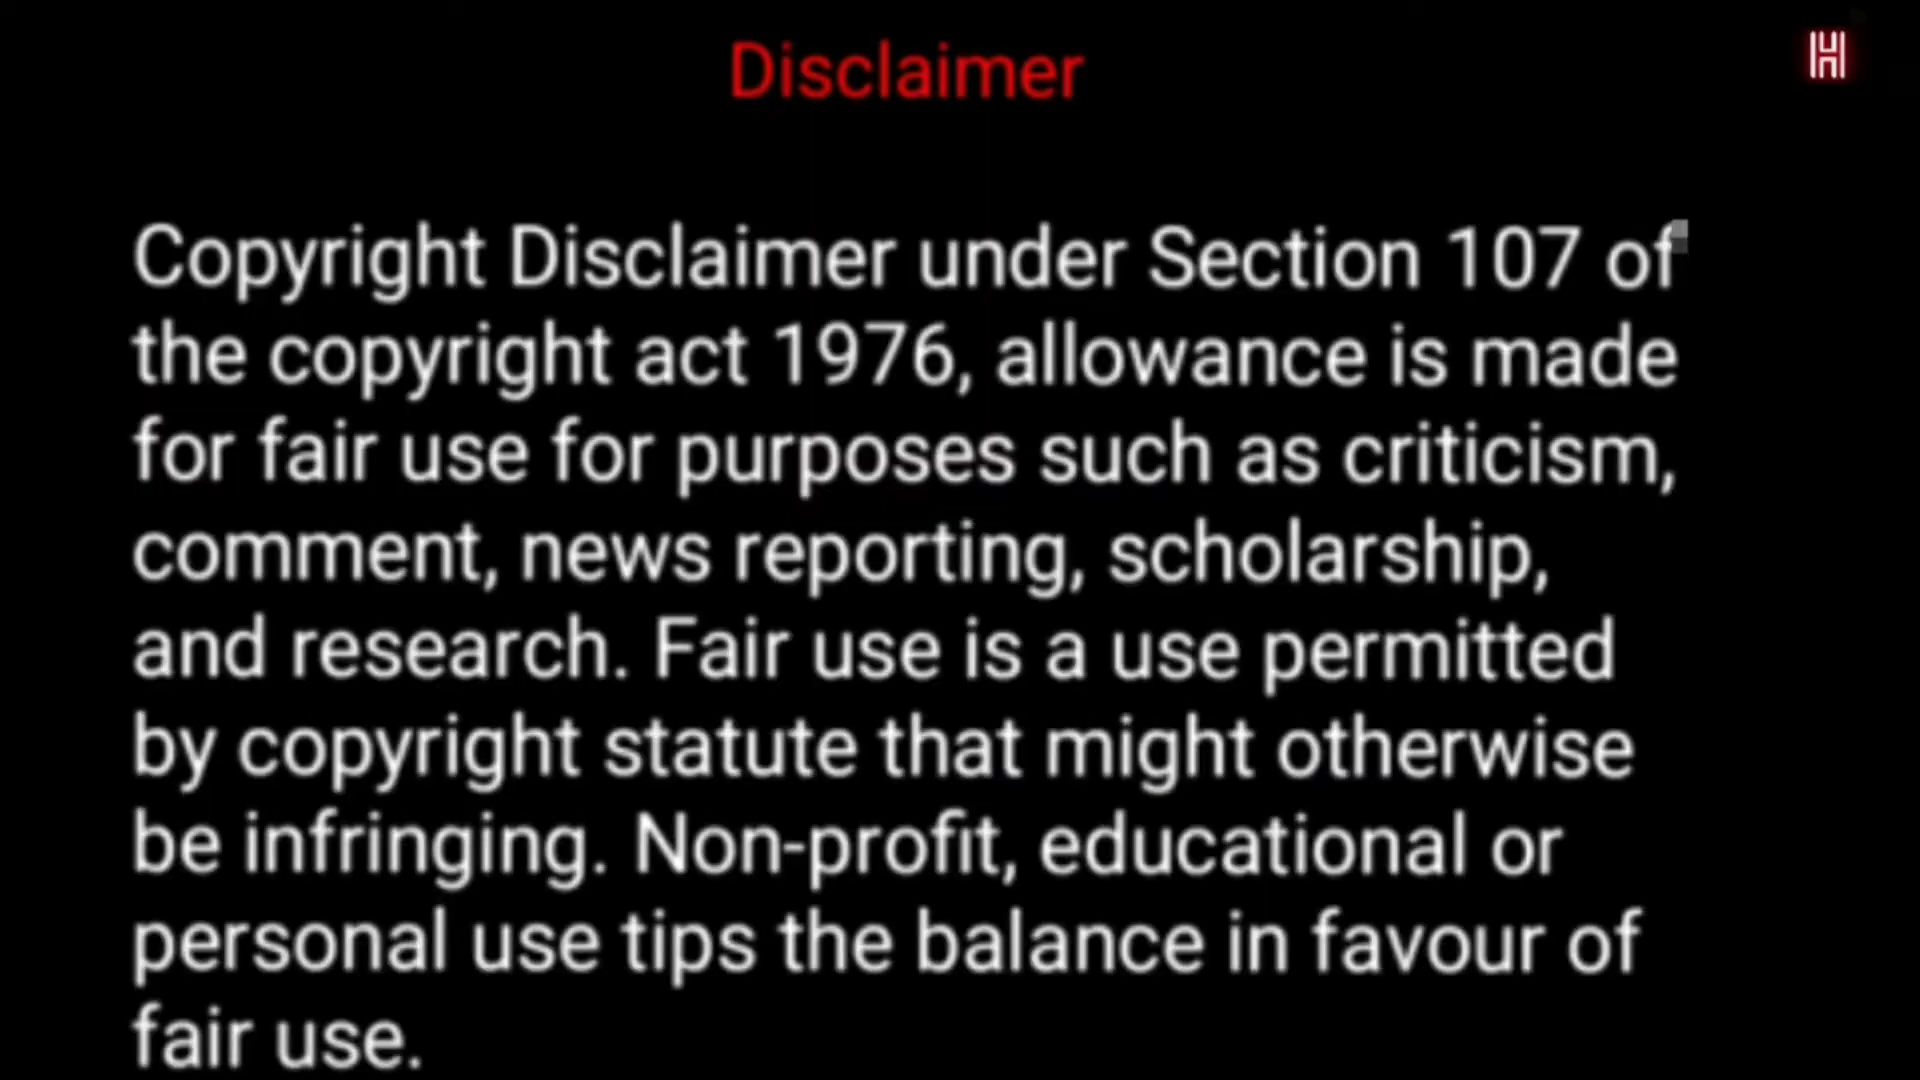 Disclaimer
Copyright Disclaimer under Section 107 of
the copyright act 1976, allowance is made
for fair use for purposes such as criticism,
comment, news reporting, scholarship,
and research. Fair use is a use permitted
by copyright statute that might otherwise
be infringing. Non-profit, educational or
personal use tips the balance in favour of
fair use.